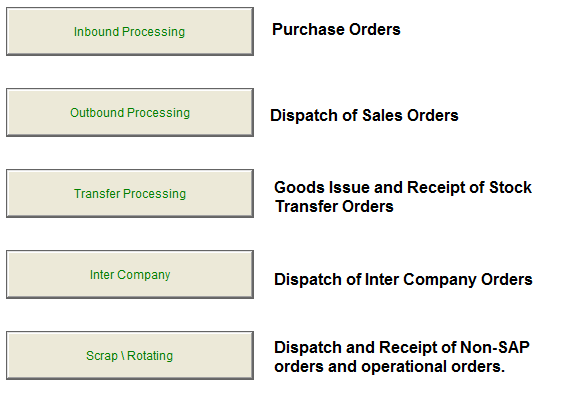 Inbound Processing
Purchase Orders
Outbound Processing
Dispatch of Sales Orders
Transfer Processing
Goods Issue and Receipt of Stock
Transfer Orders
Inter Company
Dispatch of Inter Company Orders
Scrap \ Rotating
Dispatch and Receipt of Non-SAP
orders and operational orders.